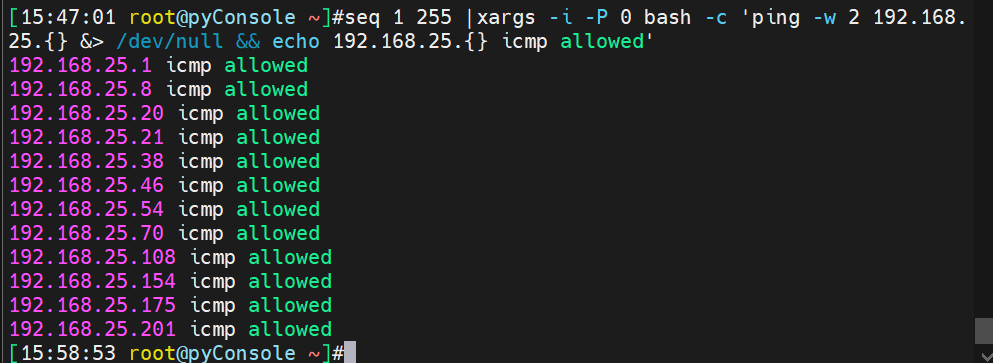 [15:47:01 root@pyConsole ~]#seq 1 255 |xargs -i -P 0 bash -c 'ping -w 2 192.168.
25.{} &> /dev/null && echo 192.168.25.{} icmp allowed'
192.168.25.1 icmp allowed
192.168.25.8 icmp allowed
192.168.25.20 icmp allowed
192.168.25.21 icmp allowed
192.168.25.38 icmp allowed
192.168.25.46 icmp allowed
192.168.25.54 icmp allowed
192.168.25.70 icmp allowed
192.168.25.108 icmp allowed
192.168.25.154 icmp allowed
192.168.25.175 icmp allowed
192.168.25.201 icmp allowed
[15:58:53 root@pyConsole ~]#